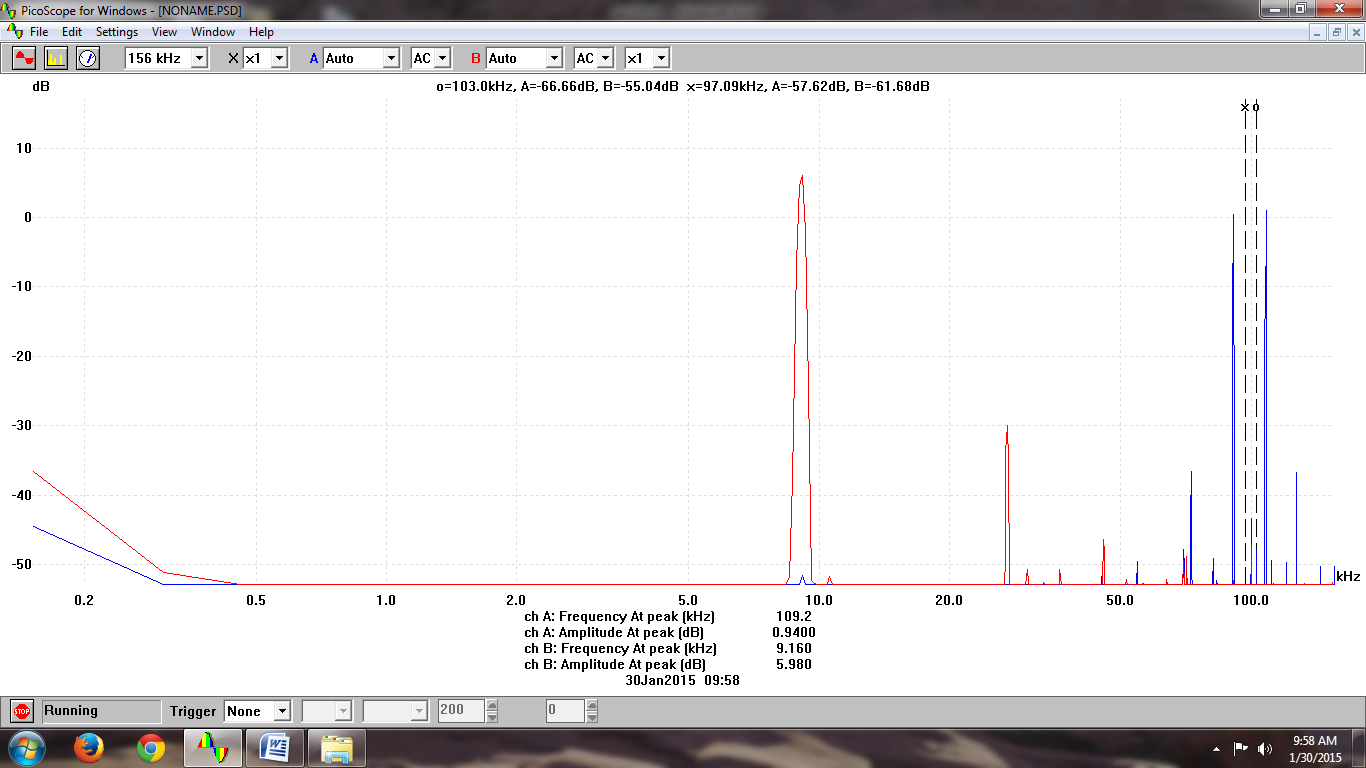 PicoScope for Windows - [NONAME.PSD]
File Edit Settings View Window Help
156 kHz X x1 A Auto AC B Auto AC x1
dB
o=103.0kHz, A=-66.66dB, B=-55.04dB x=97.09kHz, A=-57.62dB, B=-61.68dB
x o
10
0
-10
-20
-30
-40
-50
kHz
0.2 0.5 1.0 2.0 5.0 10.0 20.0 50.0 100.0
ch A: Frequency At peak (kHz) 109.2
ch A: Amplitude At peak (dB) 0.9400
ch B: Frequency At peak (kHz) 9.160
ch B: Amplitude At peak (dB) 5.980
30Jan2015 09:58
STOP Running Trigger None 200 0
W
9:58 AM
1/30/2015